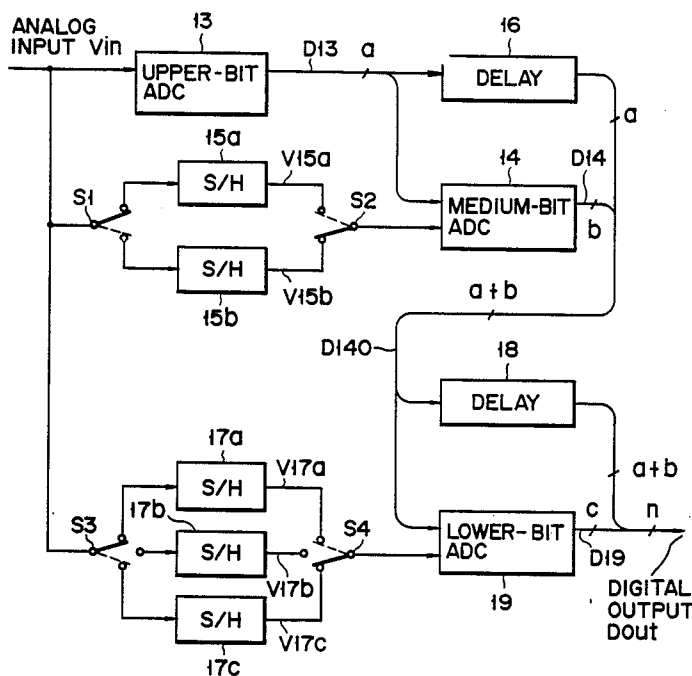 ANALOG
INPUT Vin
13
UPPER-BIT
ADC
D13
a
16
DELAY
a
15a
S/H
V15a
S1
S2
14
MEDIUM-BIT
ADC
D14
b
S/H
V15b
15b
a+b
D140
18
DELAY
a+b
17a
S/H
V17a
17b
S3
S/H
V17b
S4
LOWER-BIT
ADC
19
c
n
D19
S/H
V17c
17c
DIGITAL
OUTPUT
Dout